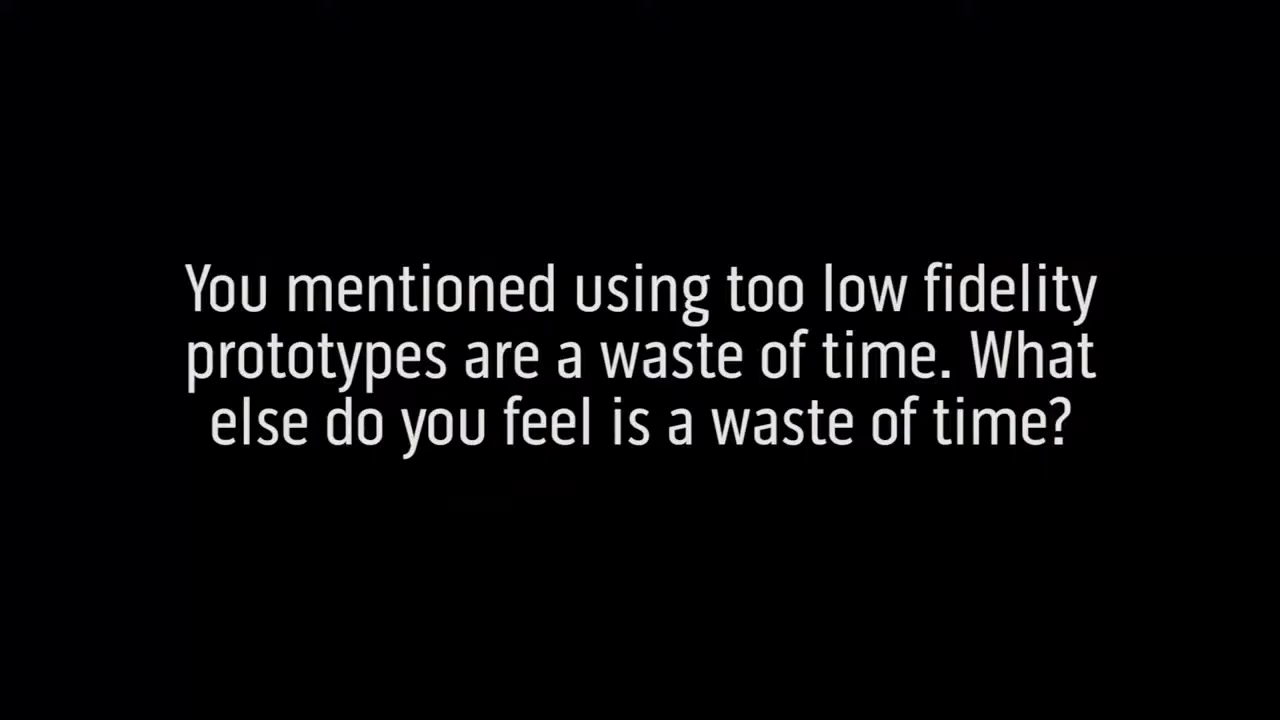 You mentioned using too low fidelity
prototypes are a waste of time. What
else do you feel is a waste of time?